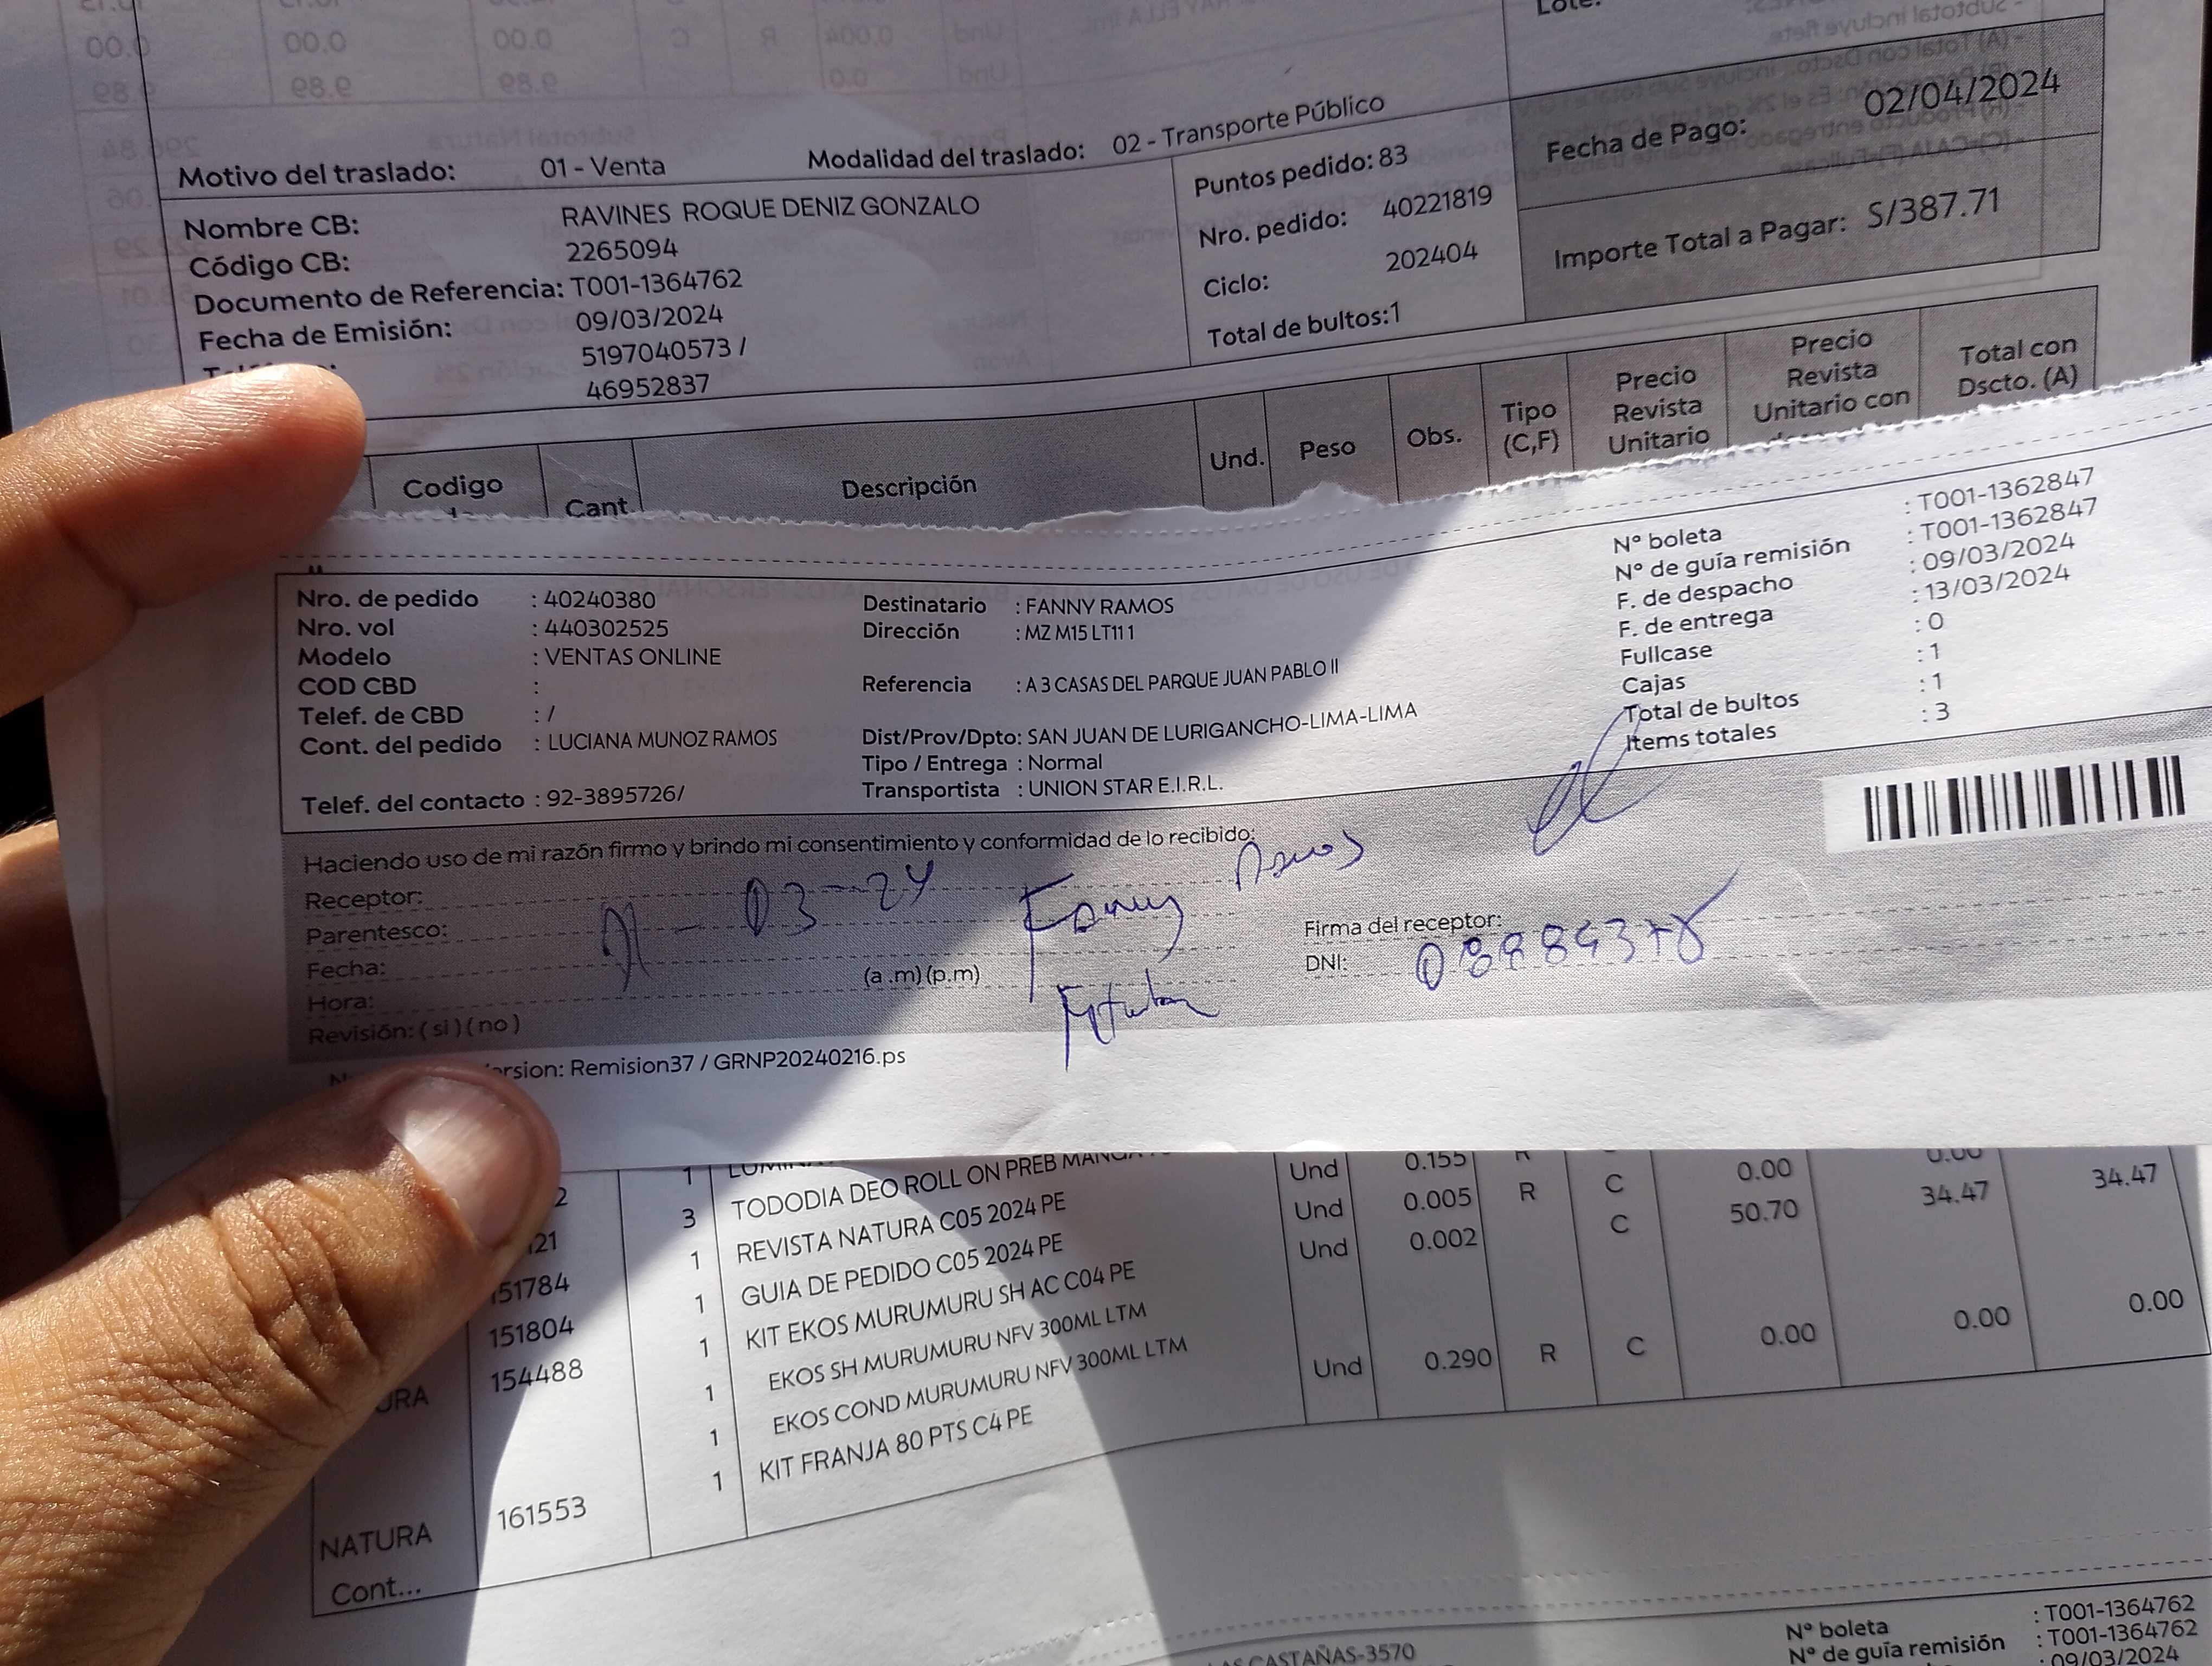 Motivo del traslado: 01 - Venta Modalidad del traslado: 02 - Transporte Público
Nombre CB: RAVINES ROQUE DENIZ GONZALO
Código CB: 2265094
Documento de Referencia: T001-1364762
Fecha de Emisión: 09/03/2024
5197040573 /
46952837
Puntos pedido: 83
Nro. pedido: 40221819
Ciclo: 202404
Total de bultos:1
Fecha de Pago: 02/04/2024
Importe Total a Pagar: S/387.71
Codigo
Cant.
Descripción
Und.
Peso
Obs.
Tipo
(C,F)
Precio
Revista
Unitario
Precio
Revista
Unitario con
Total con
Dscto. (A)
Nro. de pedido : 40240380
Nro. vol : 440302525
Modelo : VENTAS ONLINE
COD CBD :
Telef. de CBD : /
Cont. del pedido : LUCIANA MUNOZ RAMOS
Telef. del contacto : 92-3895726/
Destinatario : FANNY RAMOS
Dirección : MZ M15 LT11 1
Referencia : A 3 CASAS DEL PARQUE JUAN PABLO II
Dist/Prov/Dpto: SAN JUAN DE LURIGANCHO-LIMA-LIMA
Tipo / Entrega : Normal
Transportista : UNION STAR E.I.R.L.
N° boleta : T001-1362847
N° de guía remisión : T001-1362847
F. de despacho : 09/03/2024
F. de entrega : 13/03/2024
Fullcase : 0
Cajas : 1
Total de bultos : 1
Items totales : 3
Haciendo uso de mi razón firmo y brindo mi consentimiento y conformidad de lo recibido:
Receptor:
Parentesco:
Fecha:
Hora: (a .m) (p.m)
Revisión: ( si ) ( no )
03-24
Fanny Ramos
Firma del receptor:
DNI:
ersion: Remision37 / GRNP20240216.ps
1
3 TODODIA DEO ROLL ON PREB Und 0.155
1 REVISTA NATURA C05 2024 PE Und 0.005 R C 0.00 0.00
151784 1 GUIA DE PEDIDO C05 2024 PE Und 0.002 C 50.70 34.47 34.47
151804 1 KIT EKOS MURUMURU SH AC C04 PE
154488 1 EKOS SH MURUMURU NFV 300ML LTM
1 EKOS COND MURUMURU NFV 300ML LTM Und 0.290 R C 0.00 0.00 0.00
1 KIT FRANJA 80 PTS C4 PE
NATURA 161553
Cont...
CASTAÑAS-3570
N° boleta : T001-1364762
N° de guía remisión : T001-1364762
: 09/03/2024